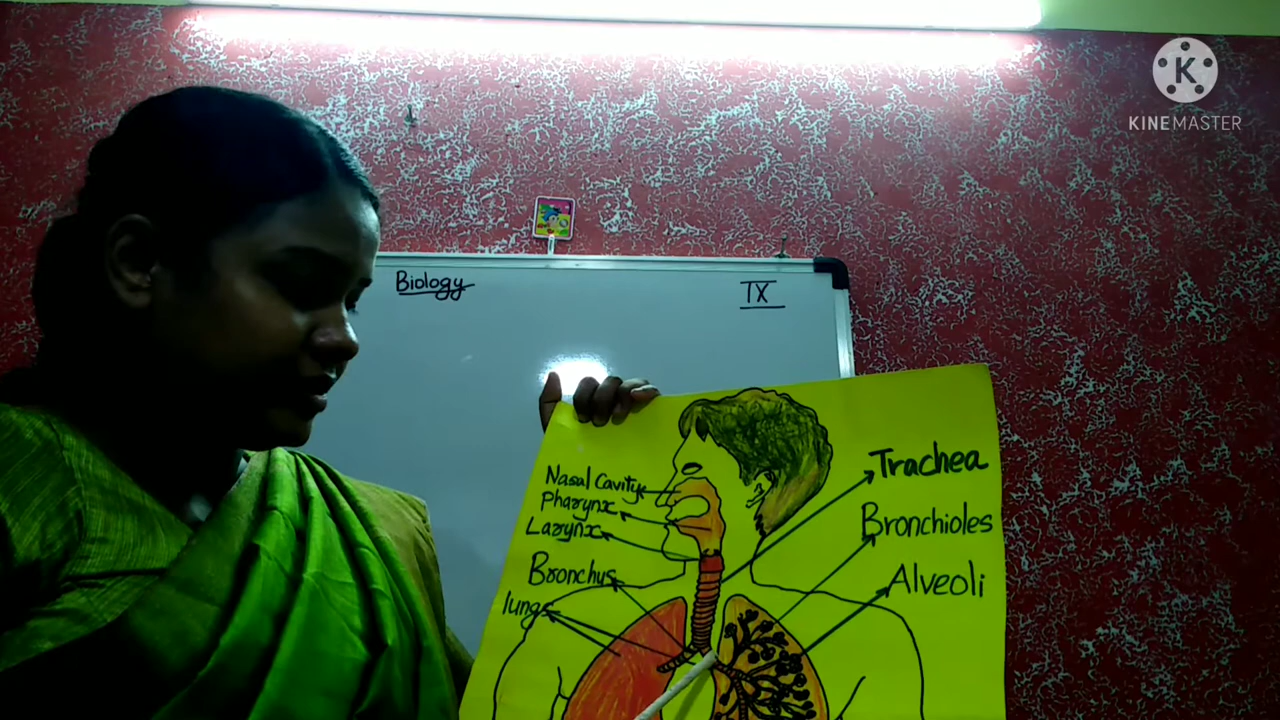 K
KINEMASTER
Biology
IX
Nasal Cavity
Pharynx
Larynx
Bronchus
lungs
Trachea
Bronchioles
Alveoli